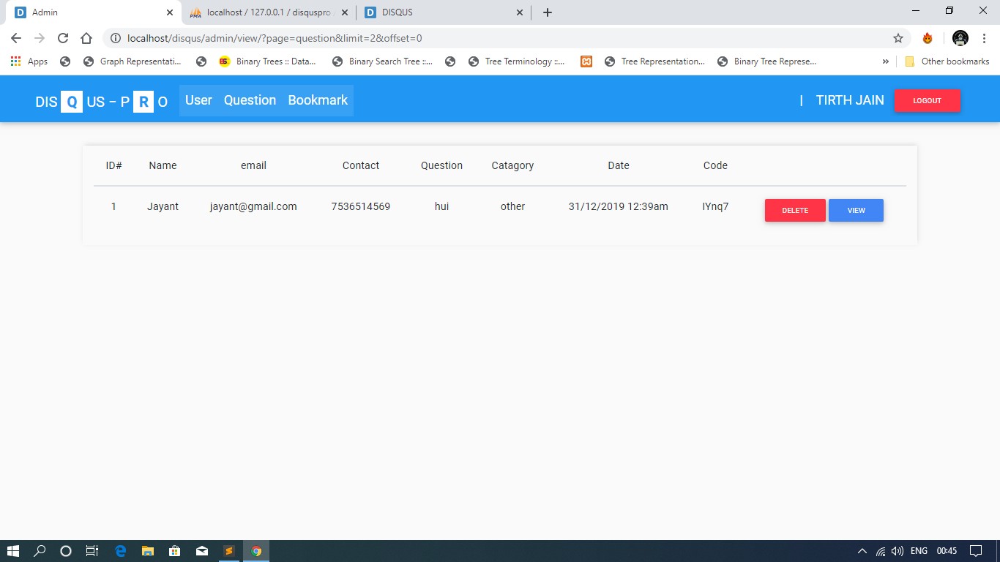 Admin
localhost / 127.0.0.1 / disquspro
DISQUS
localhost/disqus/admin/view/?page=question&limit=2&offset=0
Apps Graph Representati... Binary Trees :: Data... Binary Search Tree ::... Tree Terminology ::... Tree Representation... Binary Tree Represe... » Other bookmarks
DISQUS – PRO User Question Bookmark | TIRTH JAIN LOGOUT
ID# Name email Contact Question Catagory Date Code
1 Jayant jayant@gmail.com 7536514569 hui other 31/12/2019 12:39am IYnq7 DELETE VIEW
ENG 00:45